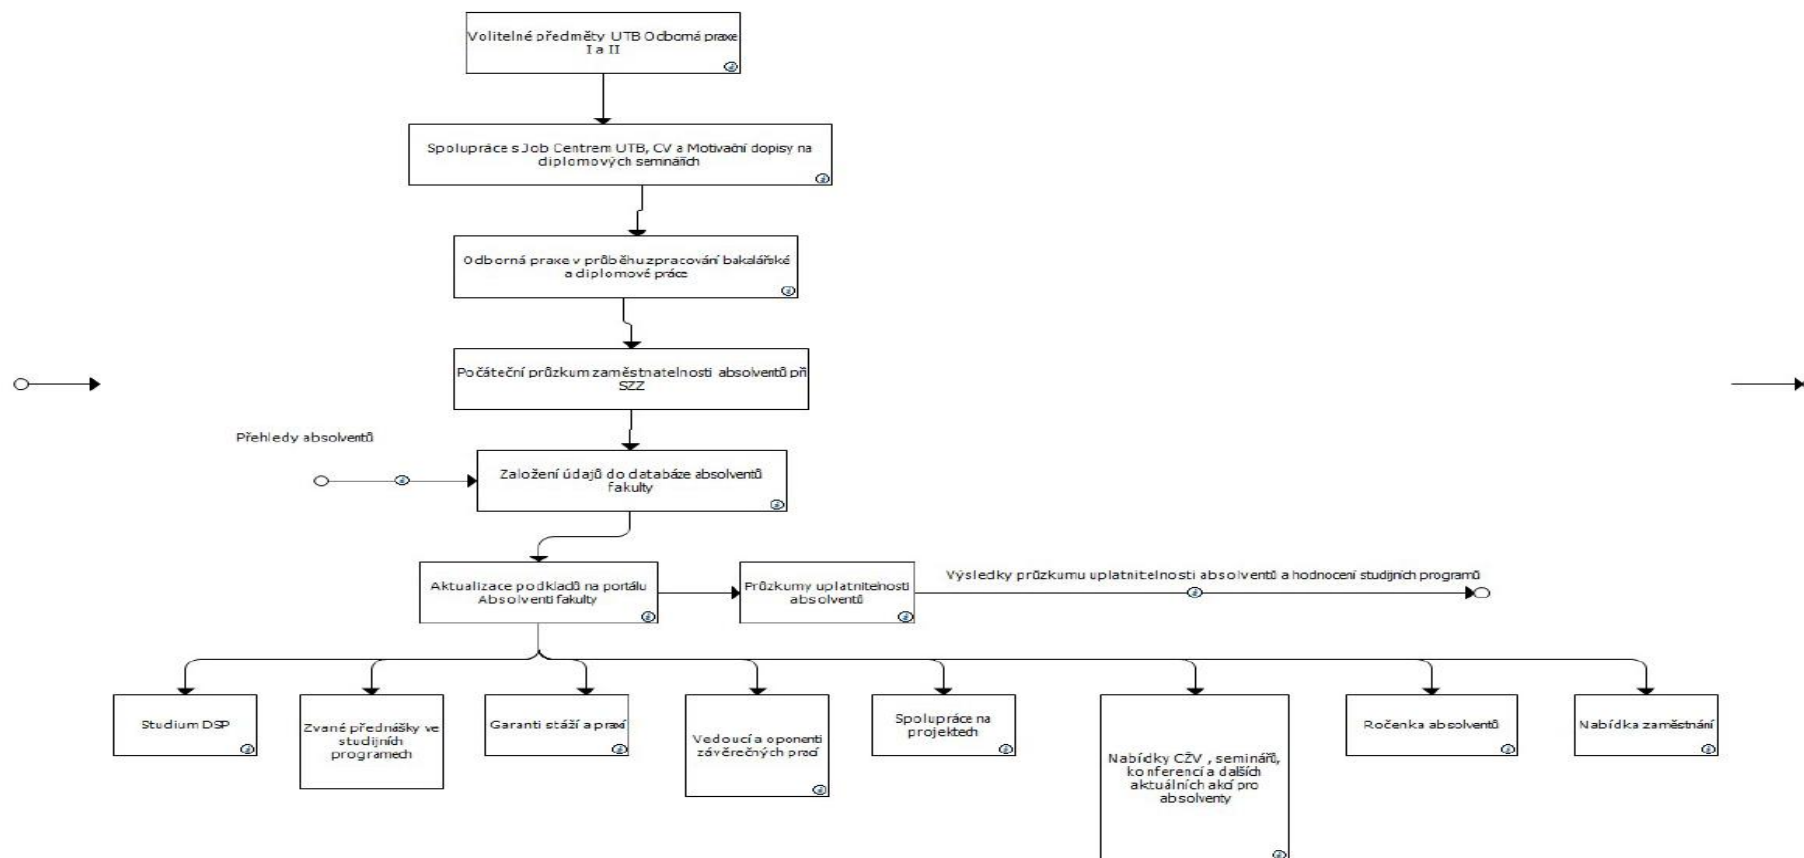 Volitelné předměty UTB Odborná praxe
I a II
Spolupráce s Job Centrem UTB, CV a Motivační dopisy na
diplomových seminářích
Odborná praxe v průběhu zpracování bakalářské
a diplomové práce
Počáteční průzkum zaměstnatelnosti absolventů při
SZZ
Přehledy absolventů
Založení údajů do databáze absolventů
fakulty
Aktualizace podkladů na portálu
Absolventi fakulty
Průzkumy uplatnitelnosti
absolventů
Výsledky průzkumu uplatnitelnosti absolventů a hodnocení studijních programů
Studium DSP
Zvané přednášky ve
studijních
programech
Garanti stáží a praxí
Vedoucí a oponenti
závěrečných prací
Spolupráce na
projektech
Nabídky CŽV , seminářů,
konferencí a dalších
aktuálních akcí pro
absolventy
Ročenka absolventů
Nabídka zaměstnání